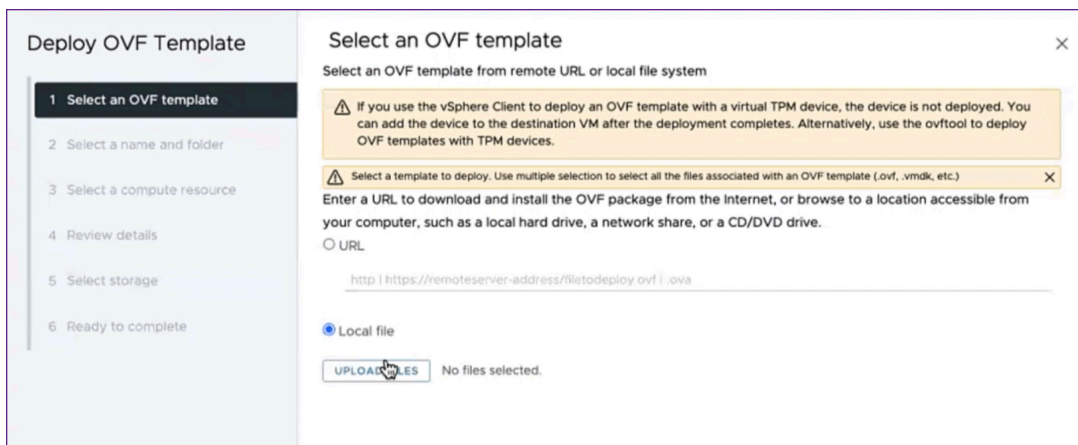 Deploy OVF Template
1 Select an OVF template
2 Select a name and folder
3 Select a compute resource
4 Review details
5 Select storage
6 Ready to complete
Select an OVF template
Select an OVF template from remote URL or local file system
If you use the vSphere Client to deploy an OVF template with a virtual TPM device, the device is not deployed. You
can add the device to the destination VM after the deployment completes. Alternatively, use the ovftool to deploy
OVF templates with TPM devices.
Select a template to deploy. Use multiple selection to select all the files associated with an OVF template (.ovf, .vmdk, etc.)
Enter a URL to download and install the OVF package from the Internet, or browse to a location accessible from
your computer, such as a local hard drive, a network share, or a CD/DVD drive.
URL
http | https://remoteserver-address/filetodeploy.ovf | .ova
Local file
UPLOAD FILES No files selected.